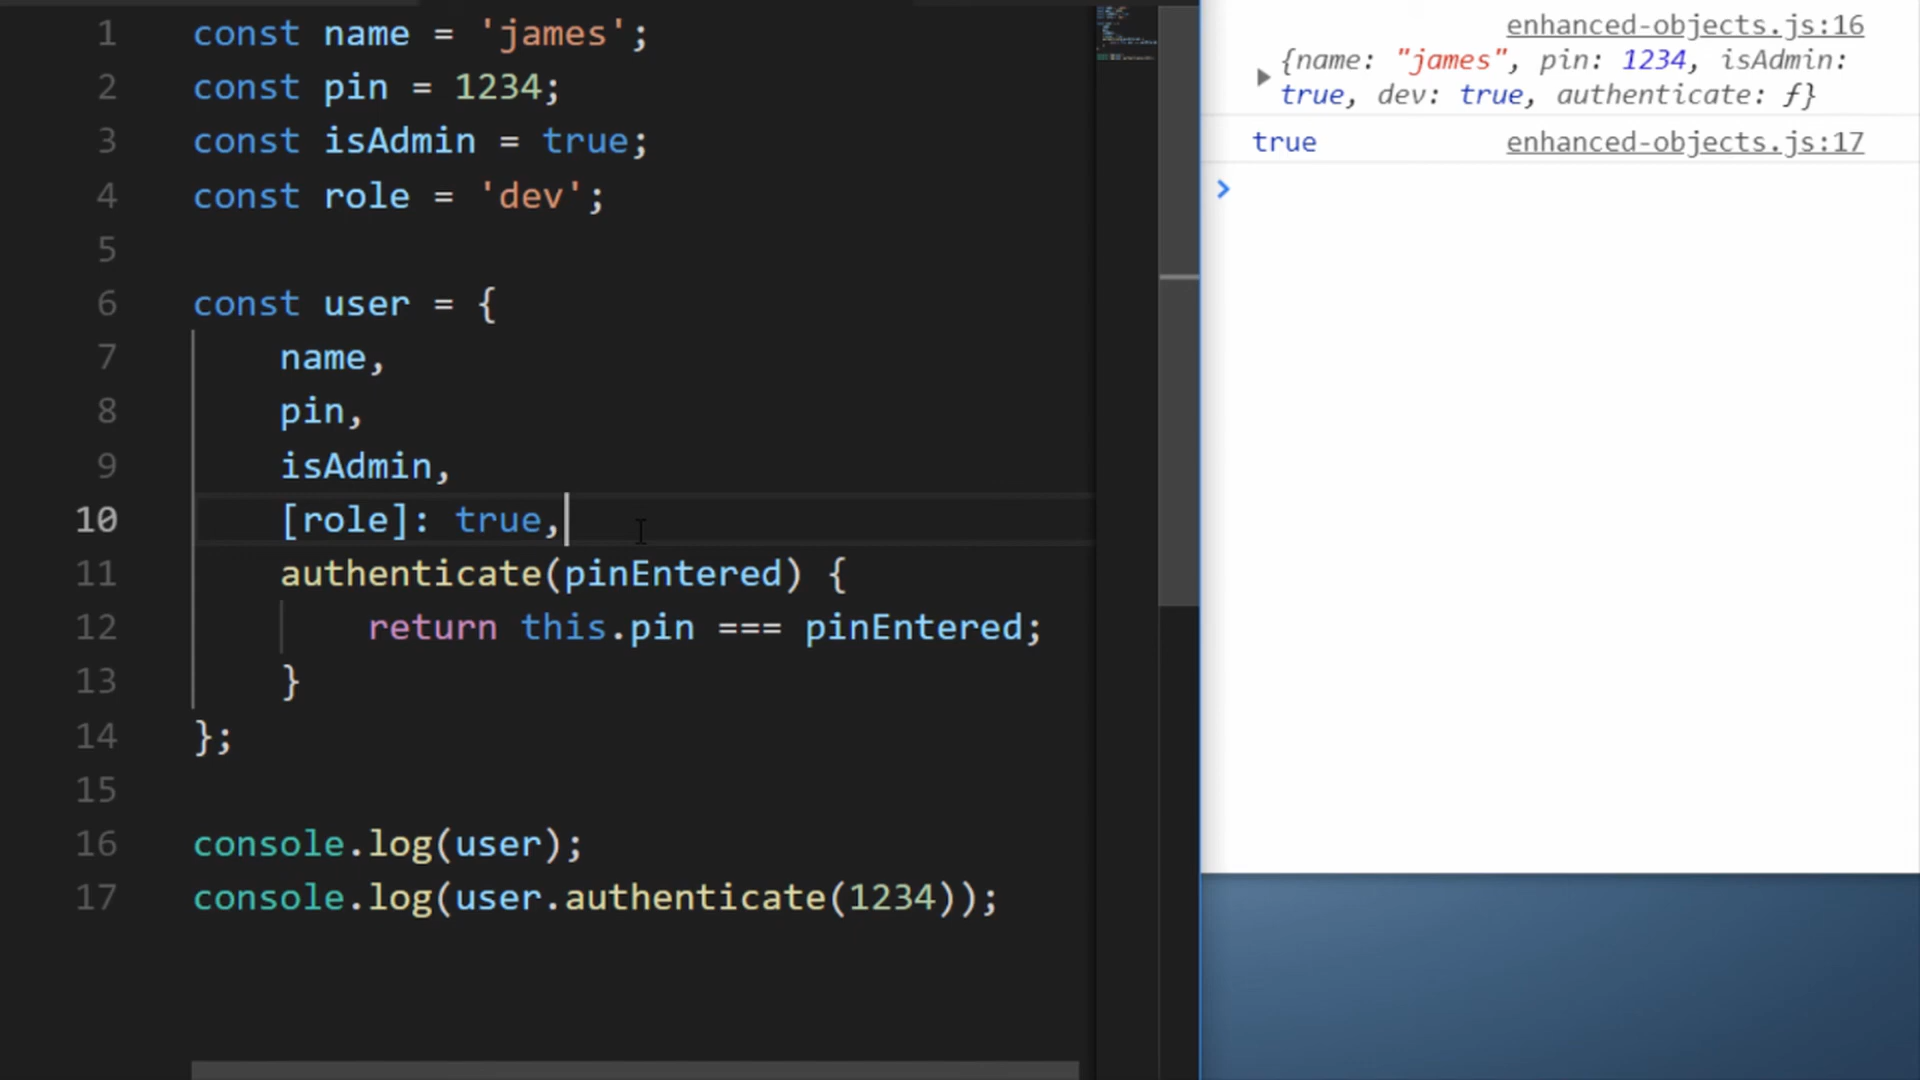 1 const name = 'james';
2 const pin = 1234;
3 const isAdmin = true;
4 const role = 'dev';
5
6 const user = {
7 name,
8 pin,
9 isAdmin,
10 [role]: true,
11 authenticate(pinEntered) {
12 return this.pin === pinEntered;
13 }
14 };
15
16 console.log(user);
17 console.log(user.authenticate(1234));
enhanced-objects.js:16
{name: "james", pin: 1234, isAdmin:
true, dev: true, authenticate: ƒ}
true enhanced-objects.js:17